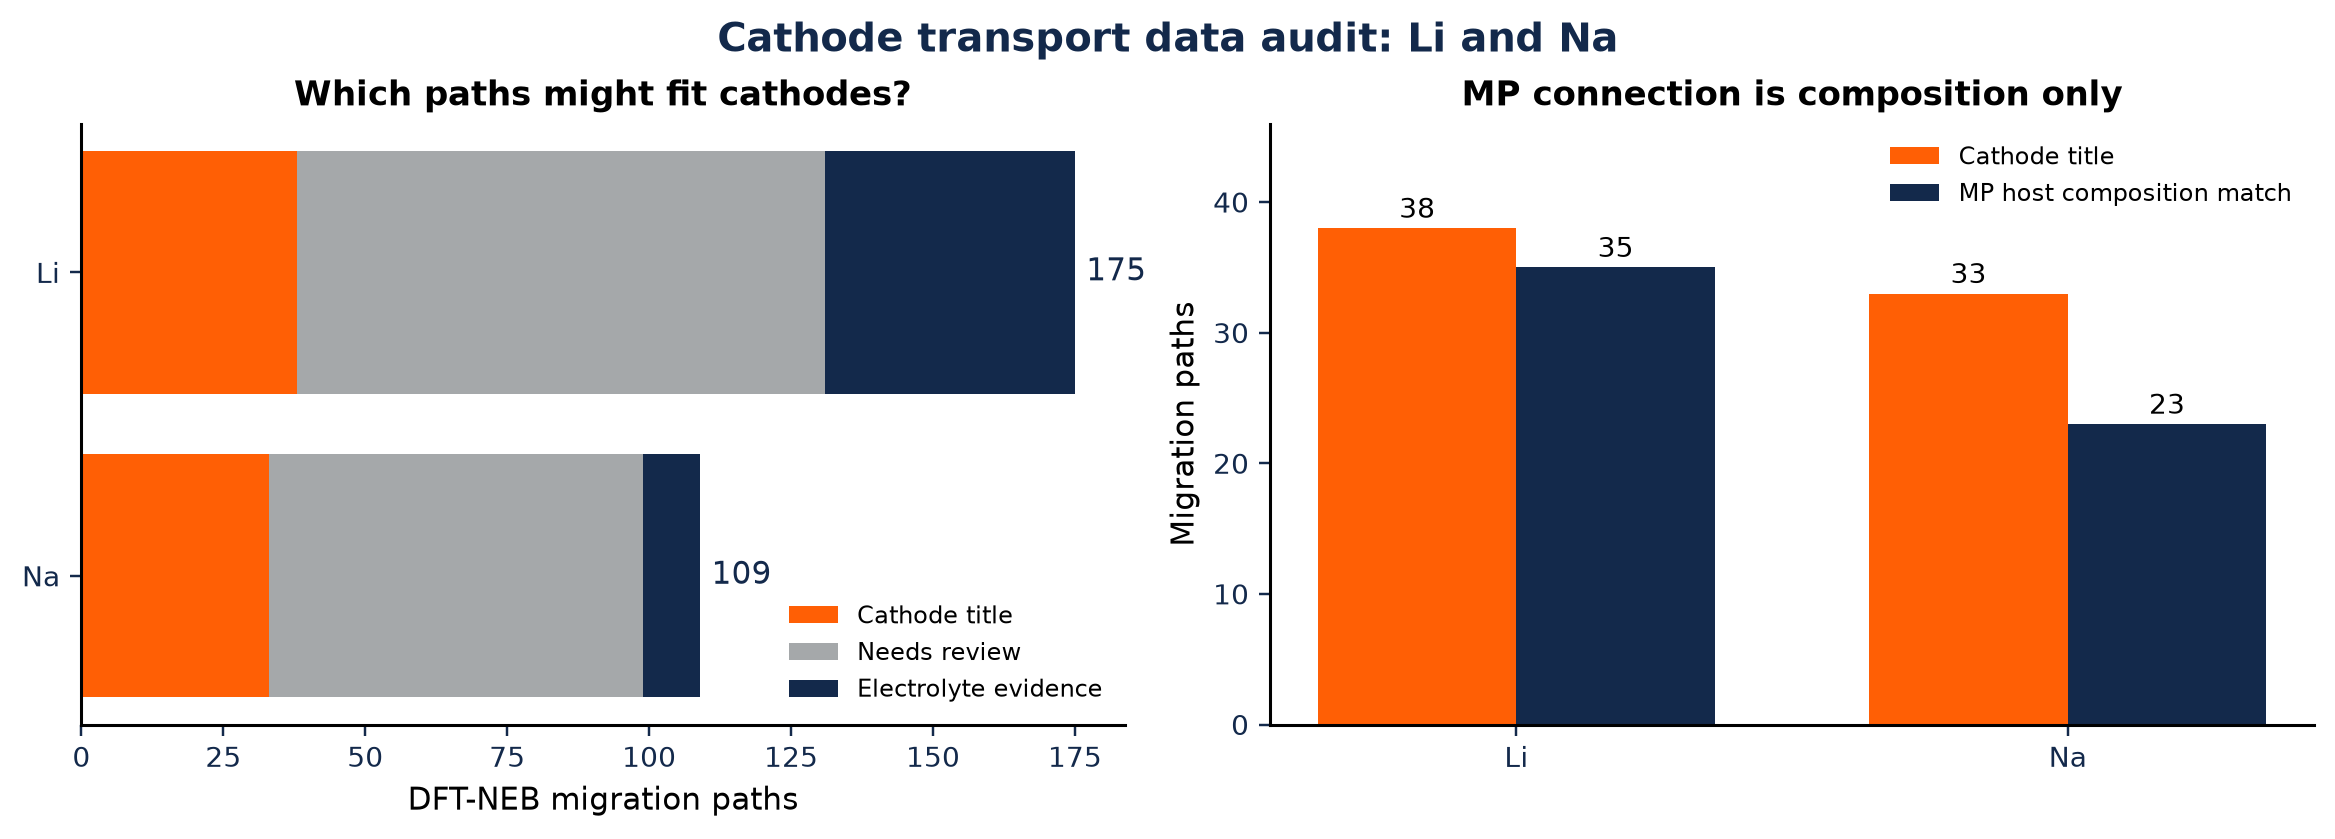 Cathode transport data audit: Li and Na
Which paths might fit cathodes?
Li
Na
175
109
Cathode title
Needs review
Electrolyte evidence
0 25 50 75 100 125 150 175
DFT-NEB migration paths
MP connection is composition only
Migration paths
40
30
20
10
0
Cathode title
MP host composition match
38
35
33
23
Li Na